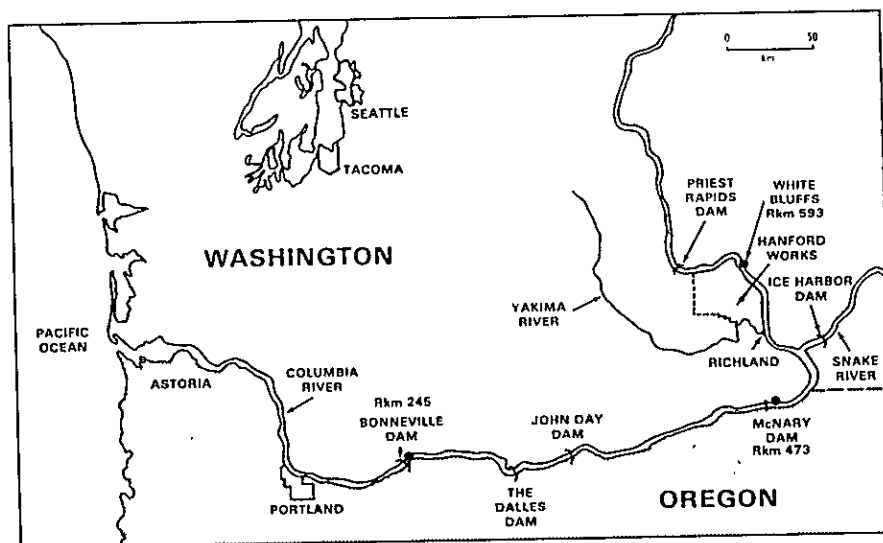 0
50
km
SEATTLE
TACOMA
PRIEST
RAPIDS
DAM
WHITE
BLUFFS
Rkm 593
HANFORD
WORKS
WASHINGTON
ICE HARBOR
DAM
YAKIMA
RIVER
PACIFIC
OCEAN
RICHLAND
SNAKE
RIVER
ASTORIA
COLUMBIA
RIVER
Rkm 245
BONNEVILLE
DAM
JOHN DAY
DAM
McNARY
DAM
Rkm 473
THE
DALLES
DAM
PORTLAND
OREGON